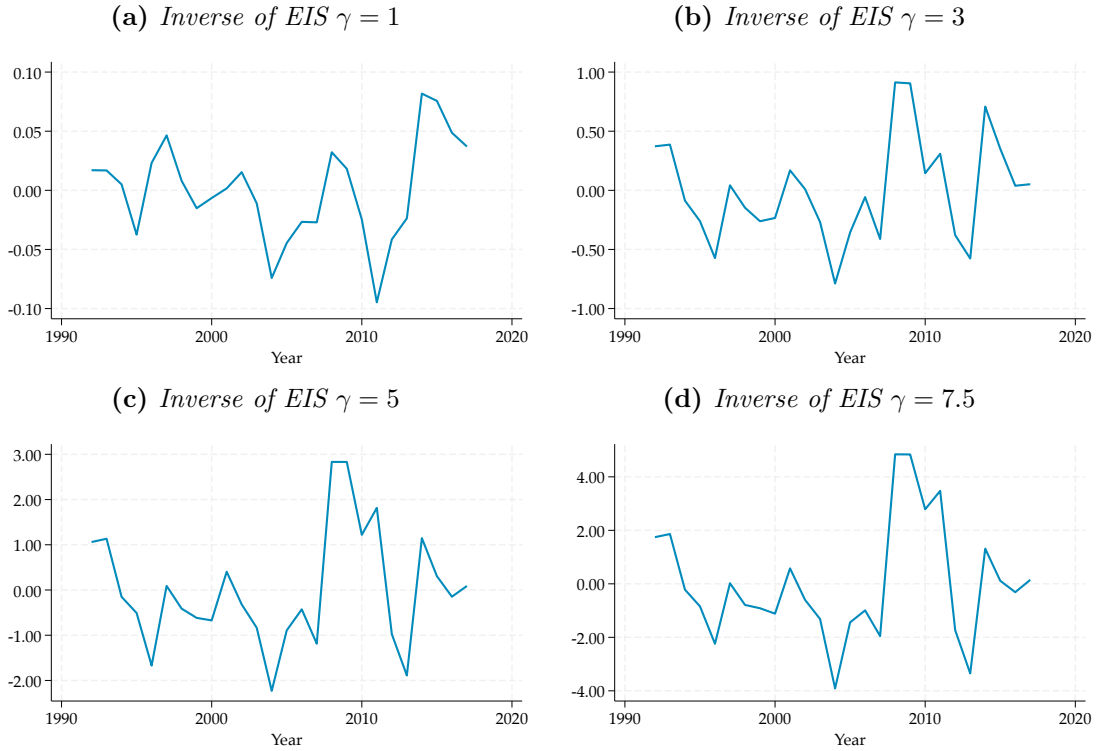 (a) Inverse of EIS γ = 1
0.10
0.05
0.00
-0.05
-0.10
1990 2000 2010 2020
Year
(b) Inverse of EIS γ = 3
1.00
0.50
0.00
-0.50
-1.00
1990 2000 2010 2020
Year
(c) Inverse of EIS γ = 5
3.00
2.00
1.00
0.00
-1.00
-2.00
1990 2000 2010 2020
Year
(d) Inverse of EIS γ = 7.5
4.00
2.00
0.00
-2.00
-4.00
1990 2000 2010 2020
Year